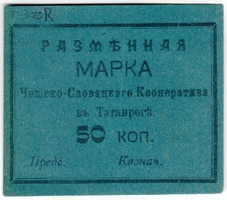 РАЗМѢННАЯ
МАРКА
Чешско-Словацкаго Кооператива
въ Таганрогѣ.
50 КОП.
Предс. Казнач.